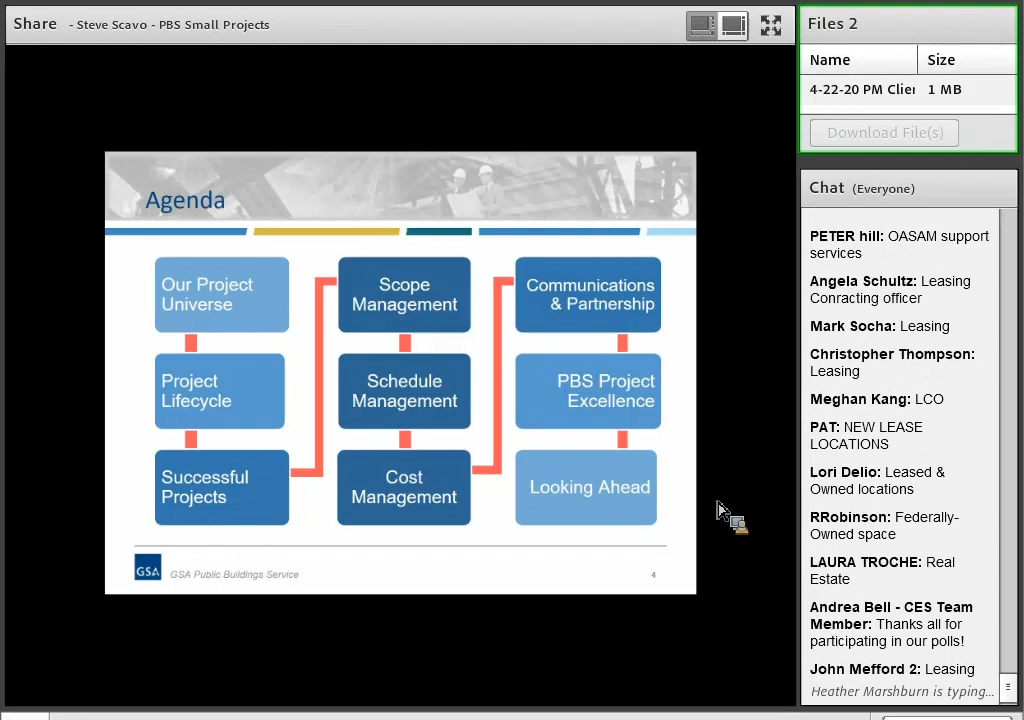 Share - Steve Scavo - PBS Small Projects
Agenda
Our Project
Universe
Project
Lifecycle
Successful
Projects
Scope
Management
Schedule
Management
Cost
Management
Communications
& Partnership
PBS Project
Excellence
Looking Ahead
GSA
GSA Public Buildings Service
4
Files 2
Name Size
4-22-20 PM Clier 1 MB
Download File(s)
Chat (Everyone)
PETER hill: OASAM support
services
Angela Schultz: Leasing
Conracting officer
Mark Socha: Leasing
Christopher Thompson:
Leasing
Meghan Kang: LCO
PAT: NEW LEASE
LOCATIONS
Lori Delio: Leased &
Owned locations
RRobinson: Federally-
Owned space
LAURA TROCHE: Real
Estate
Andrea Bell - CES Team
Member: Thanks all for
participating in our polls!
John Mefford 2: Leasing
Heather Marshburn is typing...